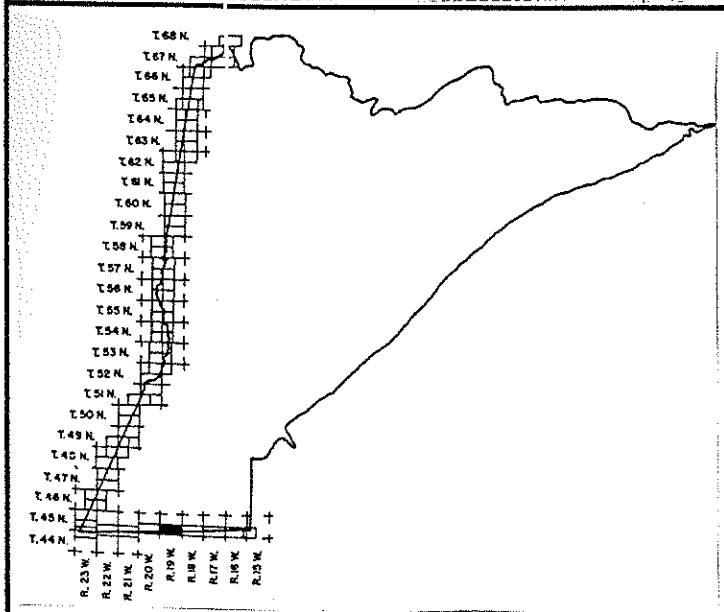 T.68 N.
T.67 N.
T.66 N.
T.65 N.
T.64 N.
T.63 N.
T.62 N.
T.61 N.
T.60 N.
T.59 N.
T.58 N.
T.57 N.
T.56 N.
T.55 N.
T.54 N.
T.53 N.
T.52 N.
T.51 N.
T.50 N.
T.49 N.
T.48 N.
T.47 N.
T.46 N.
T.45 N.
T.44 N.
R. 23 W.
R. 22 W.
R. 21 W.
R. 20 W.
R. 19 W.
R. 18 W.
R. 17 W.
R. 16 W.
R. 15 W.